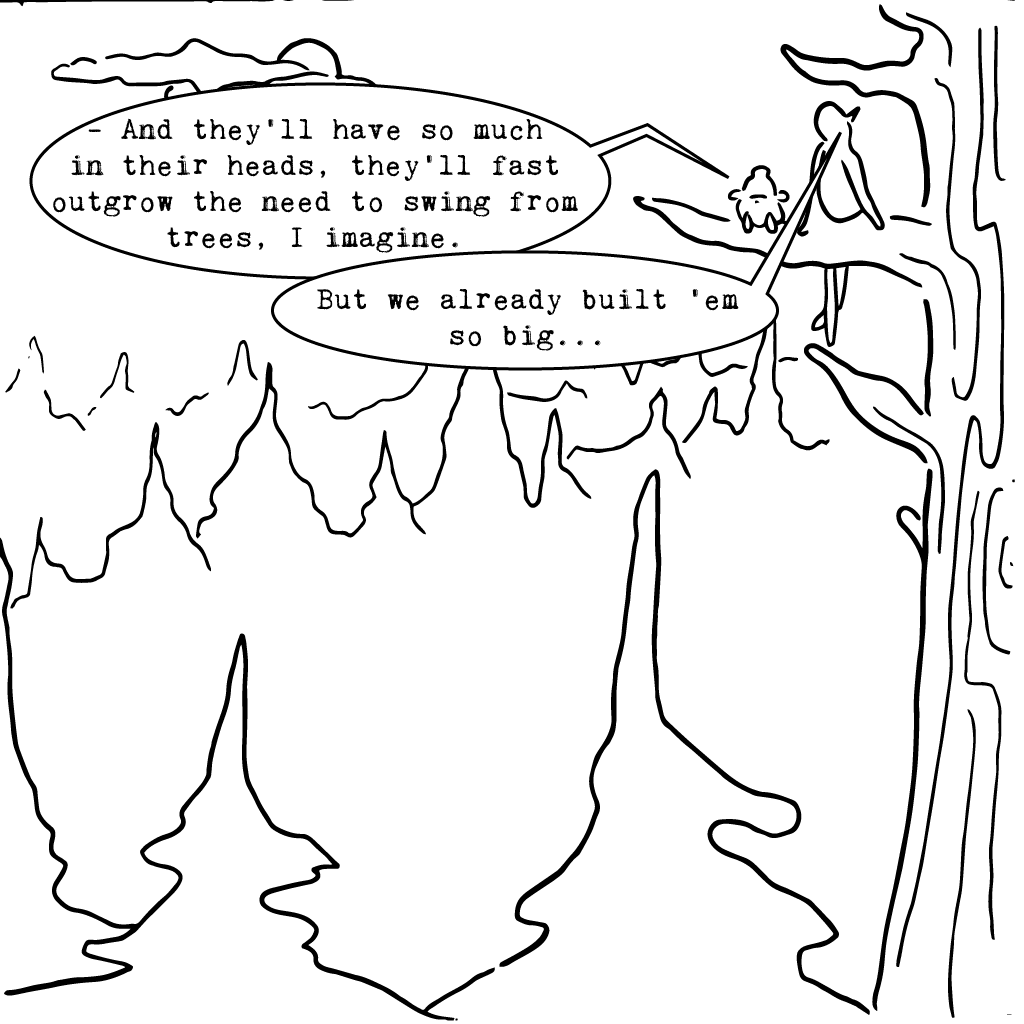 - And they'll have so much
in their heads, they'll fast
outgrow the need to swing from
trees, I imagine.
But we already built 'em
so big...